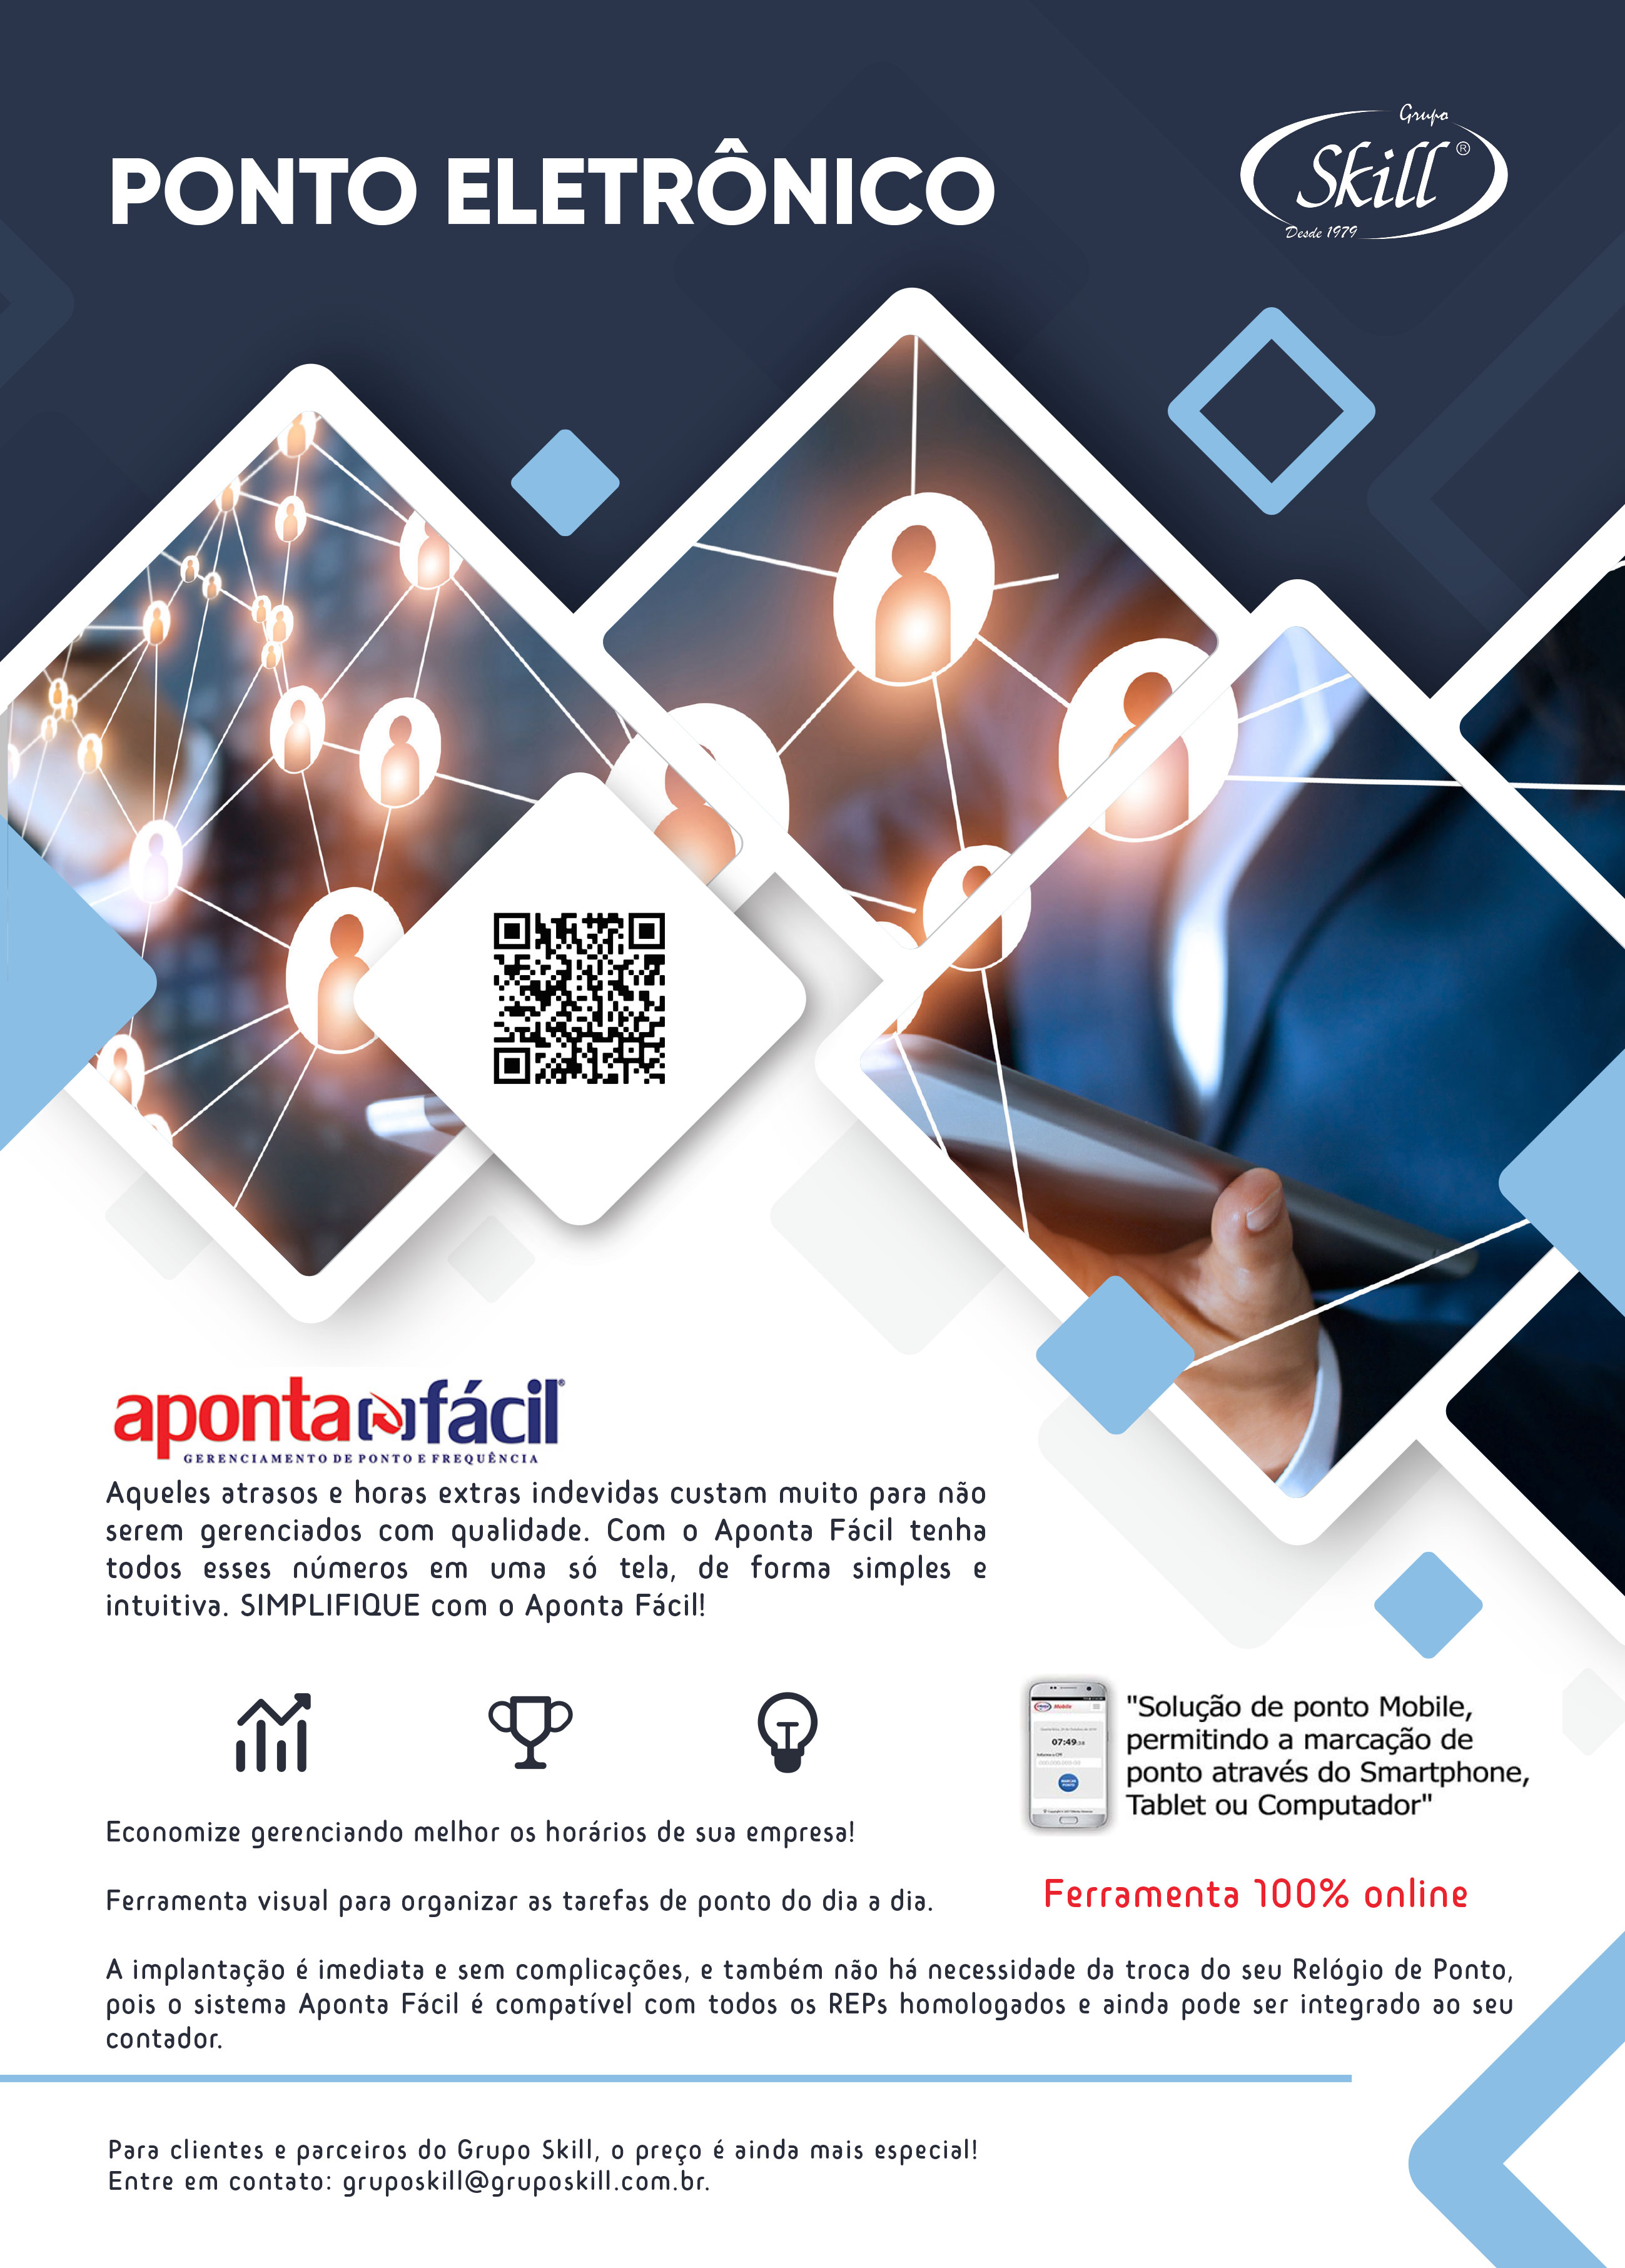 PONTO ELETRÔNICO
Grupo
Skill®
Desde 1979
apontafácil®
GERENCIAMENTO DE PONTO E FREQUÊNCIA
Aqueles atrasos e horas extras indevidas custam muito para não
serem gerenciados com qualidade. Com o Aponta Fácil tenha
todos esses números em uma só tela, de forma simples e
intuitiva. SIMPLIFIQUE com o Aponta Fácil!
Mobile
07:49
"Solução de ponto Mobile,
permitindo a marcação de
ponto através do Smartphone,
Tablet ou Computador"
Economize gerenciando melhor os horários de sua empresa!
Ferramenta visual para organizar as tarefas de ponto do dia a dia.
Ferramenta 100% online
A implantação é imediata e sem complicações, e também não há necessidade da troca do seu Relógio de Ponto,
pois o sistema Aponta Fácil é compatível com todos os REPs homologados e ainda pode ser integrado ao seu
contador.
Para clientes e parceiros do Grupo Skill, o preço é ainda mais especial!
Entre em contato: gruposkill@gruposkill.com.br.